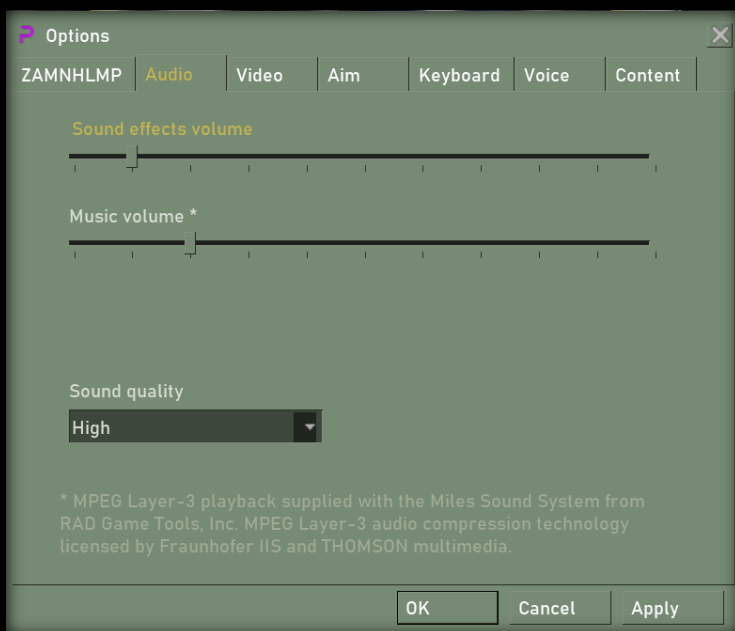 Options
ZAMNHLMP Audio Video Aim Keyboard Voice Content
Sound effects volume
Music volume *
Sound quality
High
* MPEG Layer-3 playback supplied with the Miles Sound System from
RAD Game Tools, Inc. MPEG Layer-3 audio compression technology
licensed by Fraunhofer IIS and THOMSON multimedia.
OK Cancel Apply